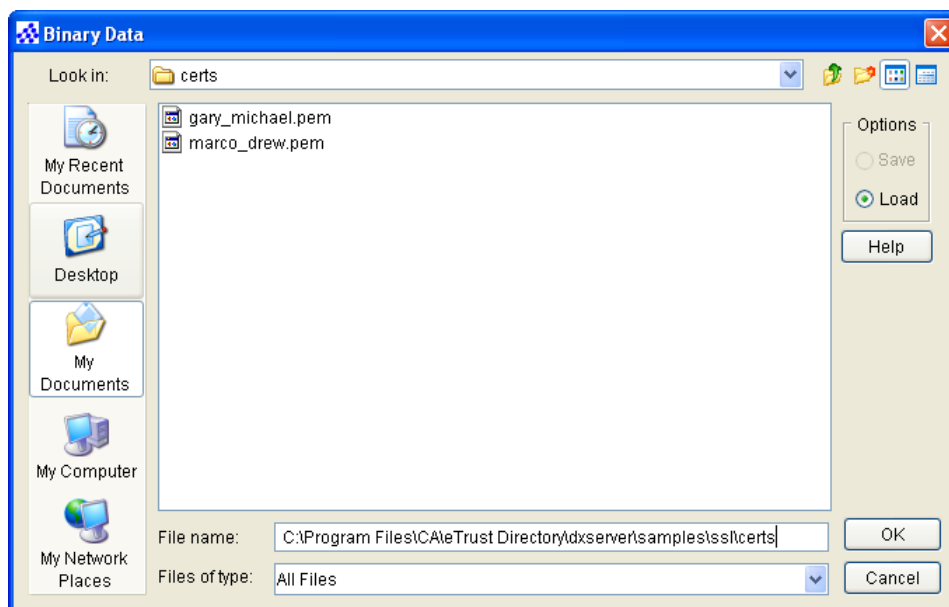 Binary Data
Look in:
certs
gary_michael.pem
marco_drew.pem
My Recent
Documents
Desktop
My
Documents
My Computer
My Network
Places
Options
Save
Load
Help
File name:
C:\Program Files\CA\eTrust Directory\dxserver\samples\ssl\certs
OK
Files of type:
All Files
Cancel